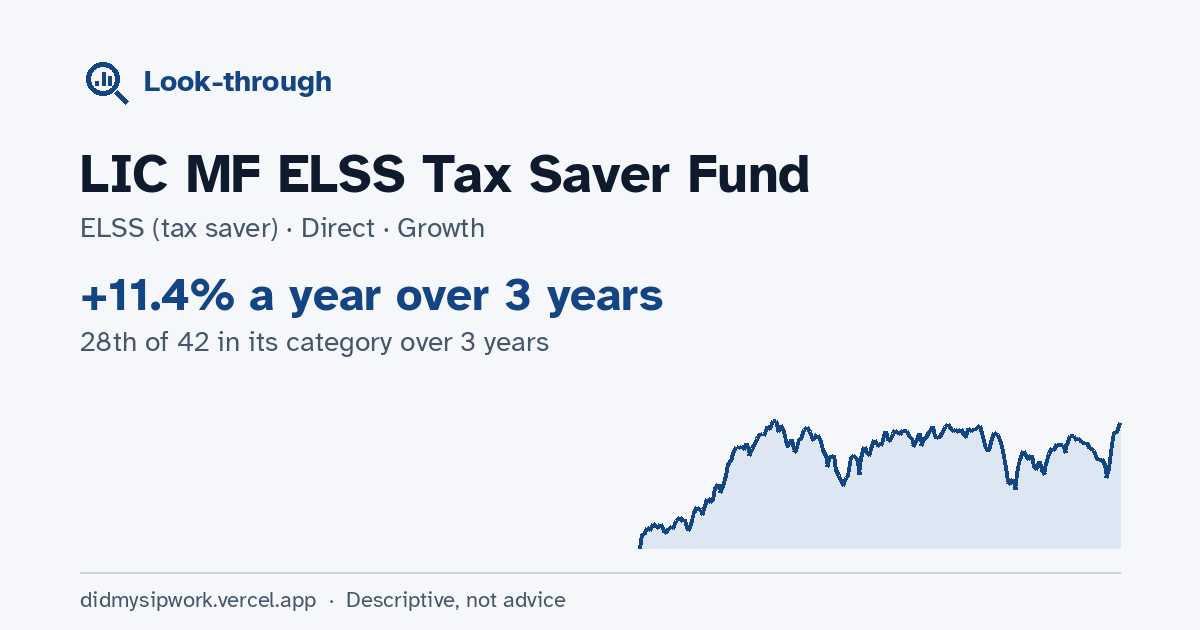 Look-through
LIC MF ELSS Tax Saver Fund
ELSS (tax saver) · Direct · Growth
+11.4% a year over 3 years
28th of 42 in its category over 3 years
didmysipwork.vercel.app · Descriptive, not advice